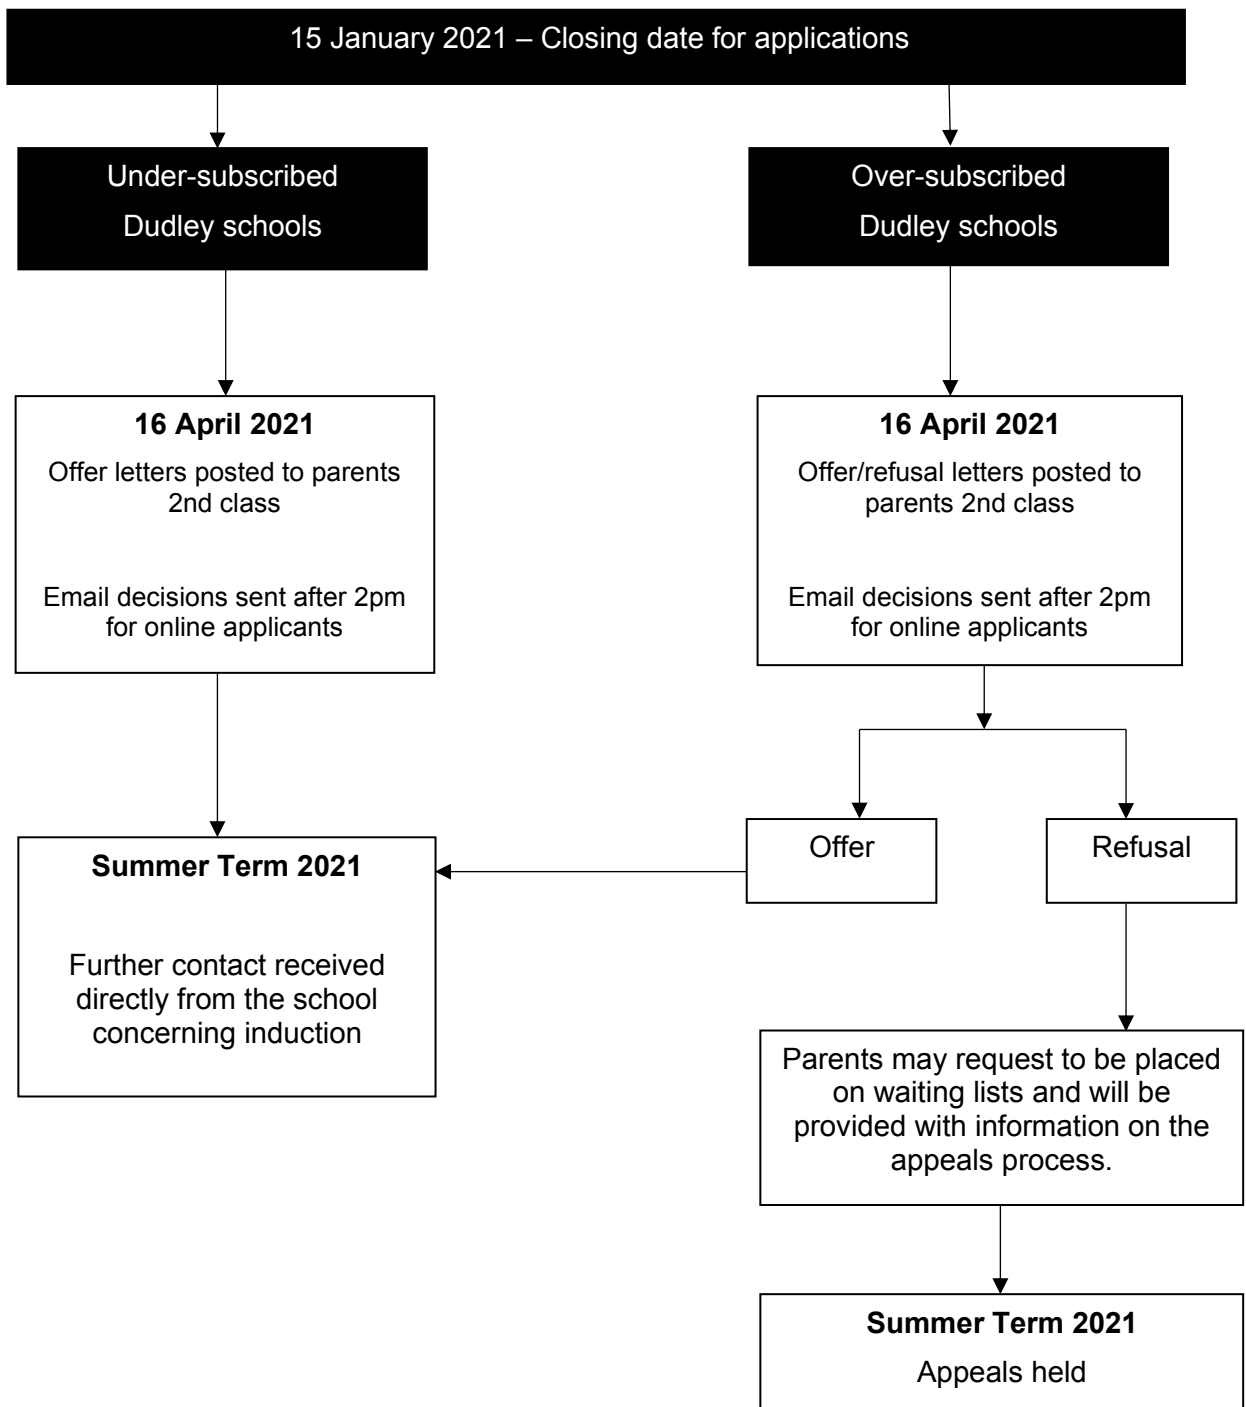 15 January 2021 – Closing date for applications
Under-subscribed
Dudley schools
Over-subscribed
Dudley schools
16 April 2021
Offer letters posted to parents
2nd class
Email decisions sent after 2pm
for online applicants
16 April 2021
Offer/refusal letters posted to
parents 2nd class
Email decisions sent after 2pm
for online applicants
Offer
Refusal
Summer Term 2021
Further contact received
directly from the school
concerning induction
Parents may request to be placed
on waiting lists and will be
provided with information on the
appeals process.
Summer Term 2021
Appeals held